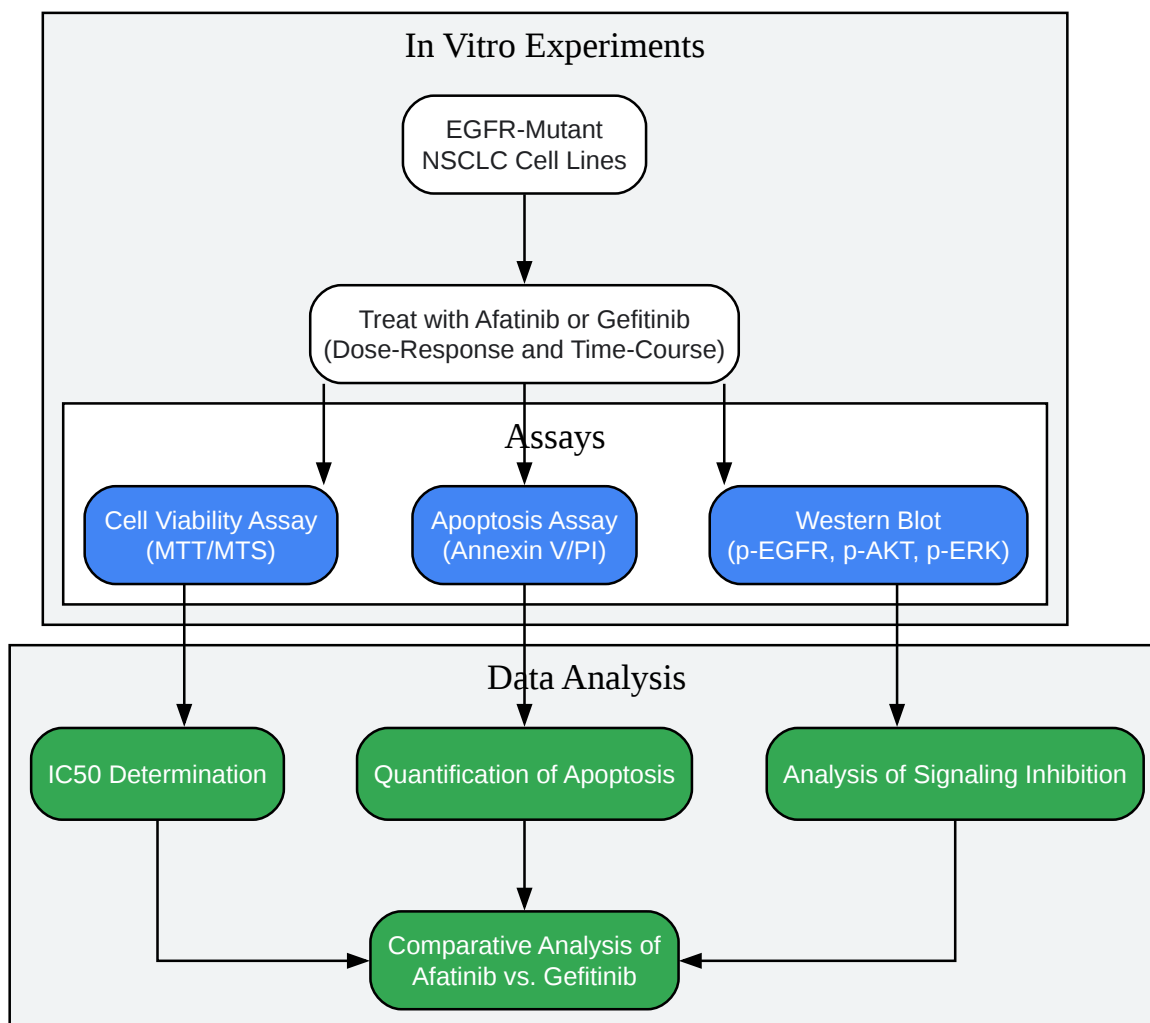 In Vitro Experiments
EGFR-Mutant
NSCLC Cell Lines
Treat with Afatinib or Gefitinib
(Dose-Response and Time-Course)
Assays
Cell Viability Assay
(MTT/MTS)
Apoptosis Assay
(Annexin V/PI)
Western Blot
(p-EGFR, p-AKT, p-ERK)
Data Analysis
IC50 Determination
Quantification of Apoptosis
Analysis of Signaling Inhibition
Comparative Analysis of
Afatinib vs. Gefitinib